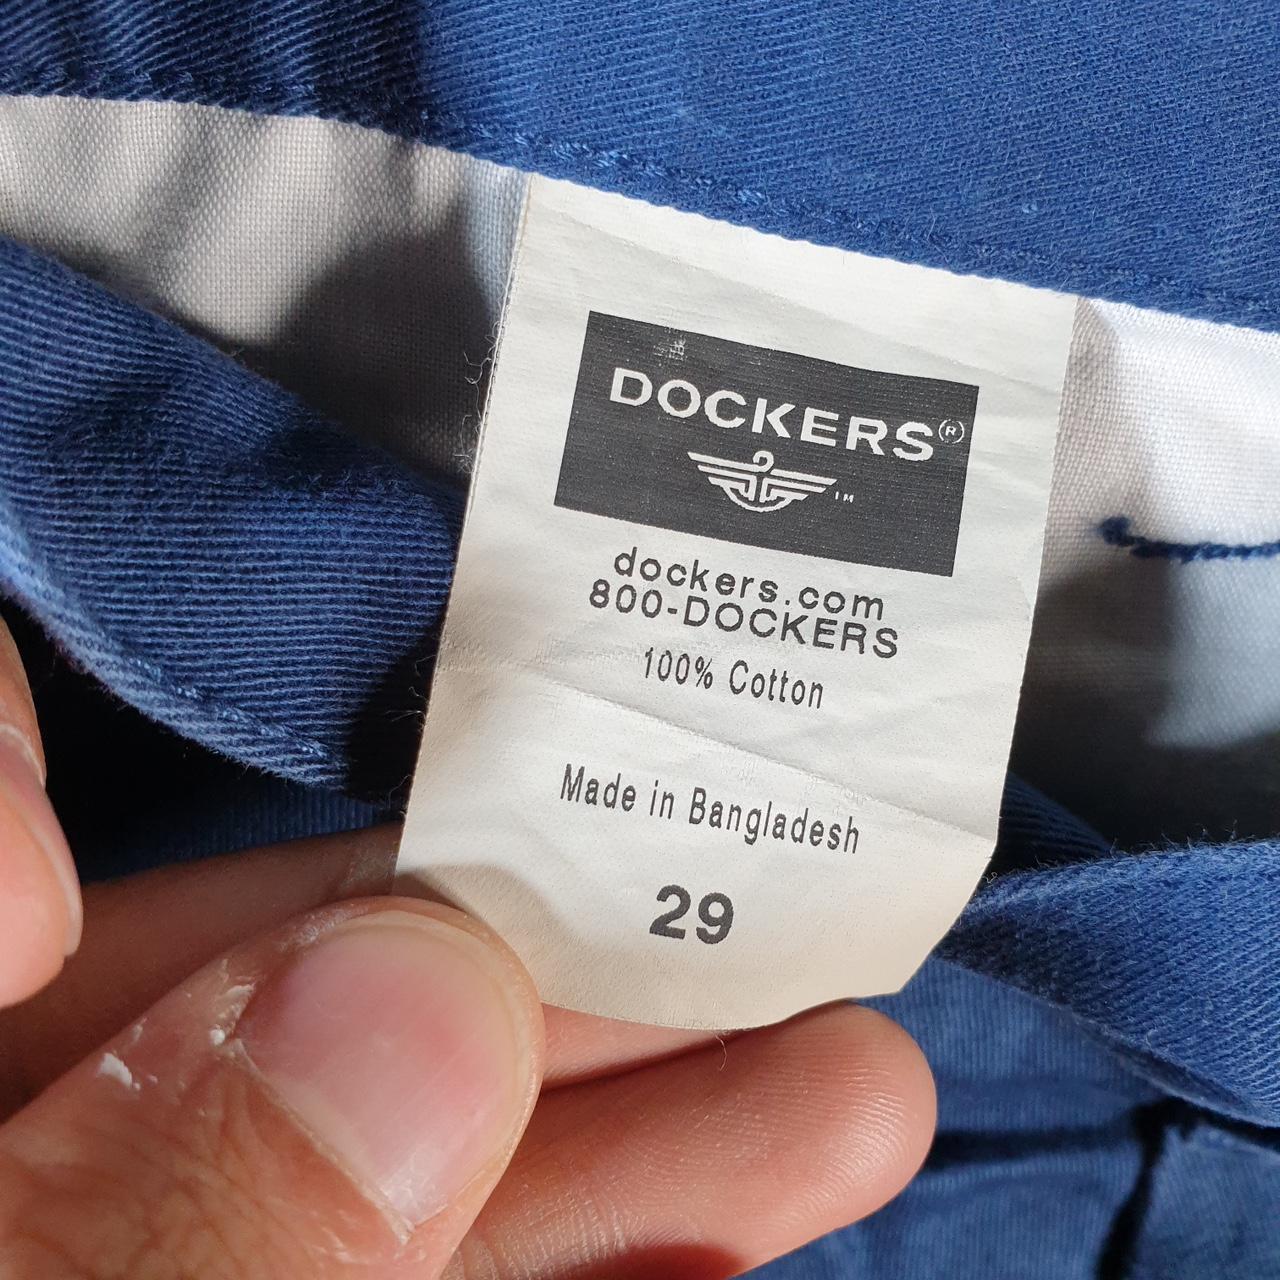 DOCKERS®
™
dockers.com
800-DOCKERS
100% Cotton
Made in Bangladesh
29